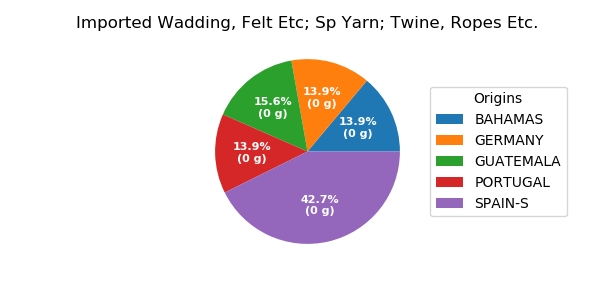 Imported Wadding, Felt Etc; Sp Yarn; Twine, Ropes Etc.
13.9%
(0 g)
15.6%
(0 g)
13.9%
(0 g)
13.9%
(0 g)
42.7%
(0 g)
Origins
BAHAMAS
GERMANY
GUATEMALA
PORTUGAL
SPAIN-S